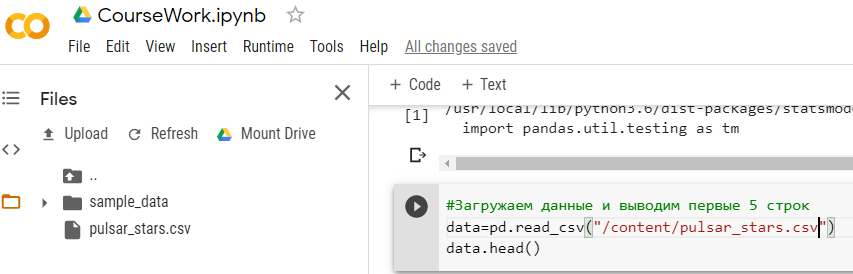 CO
CourseWork.ipynb
File Edit View Insert Runtime Tools Help All changes saved
Files
+ Code + Text
Upload Refresh Mount Drive
..
sample_data
pulsar_stars.csv
[1]
/usr/local/lib/python3.6/dist-packages/statsmod
import pandas.util.testing as tm
#Загружаем данные и выводим первые 5 строк
data=pd.read_csv("/content/pulsar_stars.csv")
data.head()